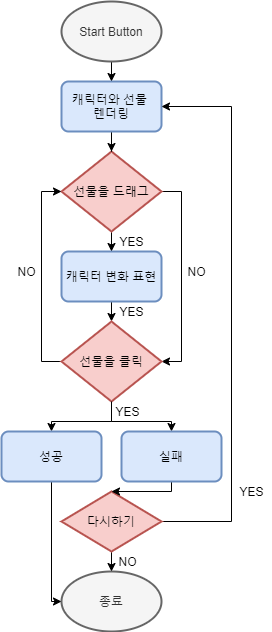 Start Button
캐릭터와 선물
렌더링
선물을 드래그
YES
NO
NO
캐릭터 변화 표현
YES
선물을 클릭
YES
성공
실패
YES
다시하기
NO
종료